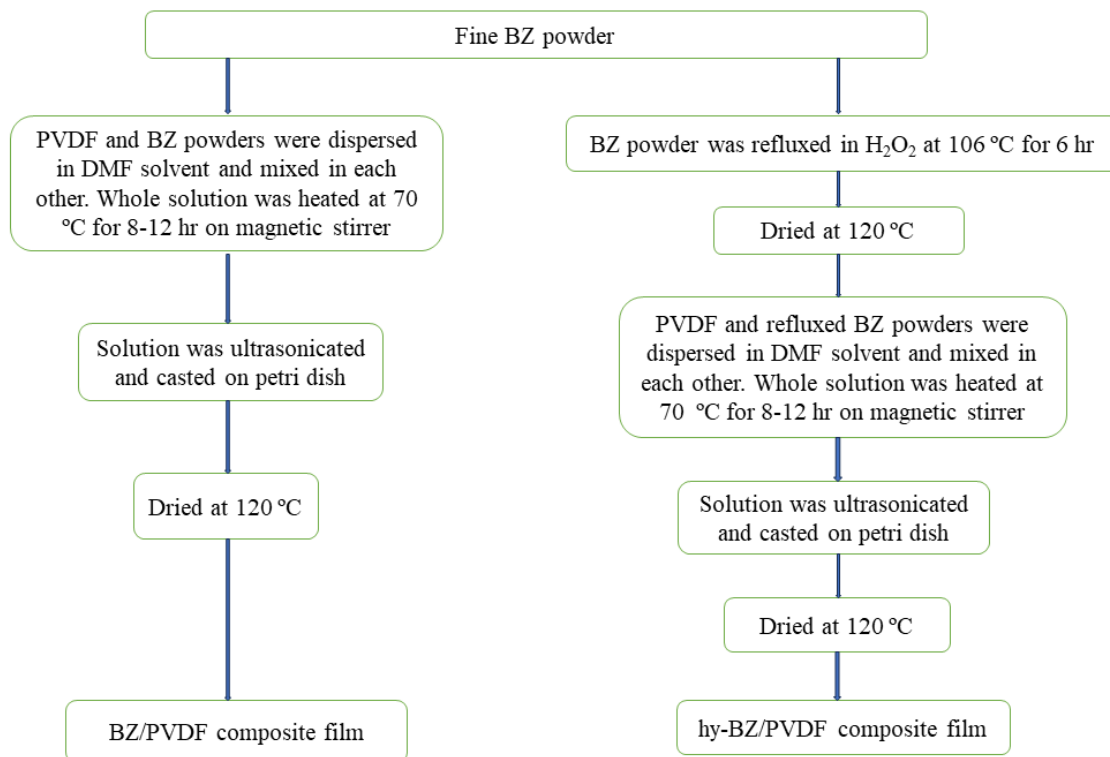 Fine BZ powder
PVDF and BZ powders were dispersed
in DMF solvent and mixed in each
other. Whole solution was heated at 70
ºC for 8-12 hr on magnetic stirrer
Solution was ultrasonicated
and casted on petri dish
Dried at 120 ºC
BZ/PVDF composite film
BZ powder was refluxed in H₂O₂ at 106 ºC for 6 hr
Dried at 120 ºC
PVDF and refluxed BZ powders were
dispersed in DMF solvent and mixed in
each other. Whole solution was heated at
70 ºC for 8-12 hr on magnetic stirrer
Solution was ultrasonicated
and casted on petri dish
Dried at 120 ºC
hy-BZ/PVDF composite film